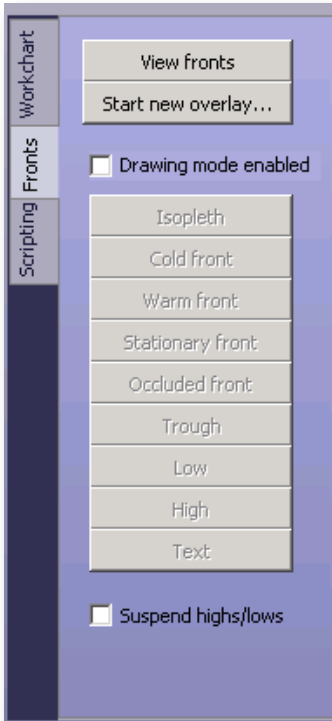 Workchart
Fronts
Scripting
View fronts
Start new overlay...
Drawing mode enabled
Isopleth
Cold front
Warm front
Stationary front
Occluded front
Trough
Low
High
Text
Suspend highs/lows